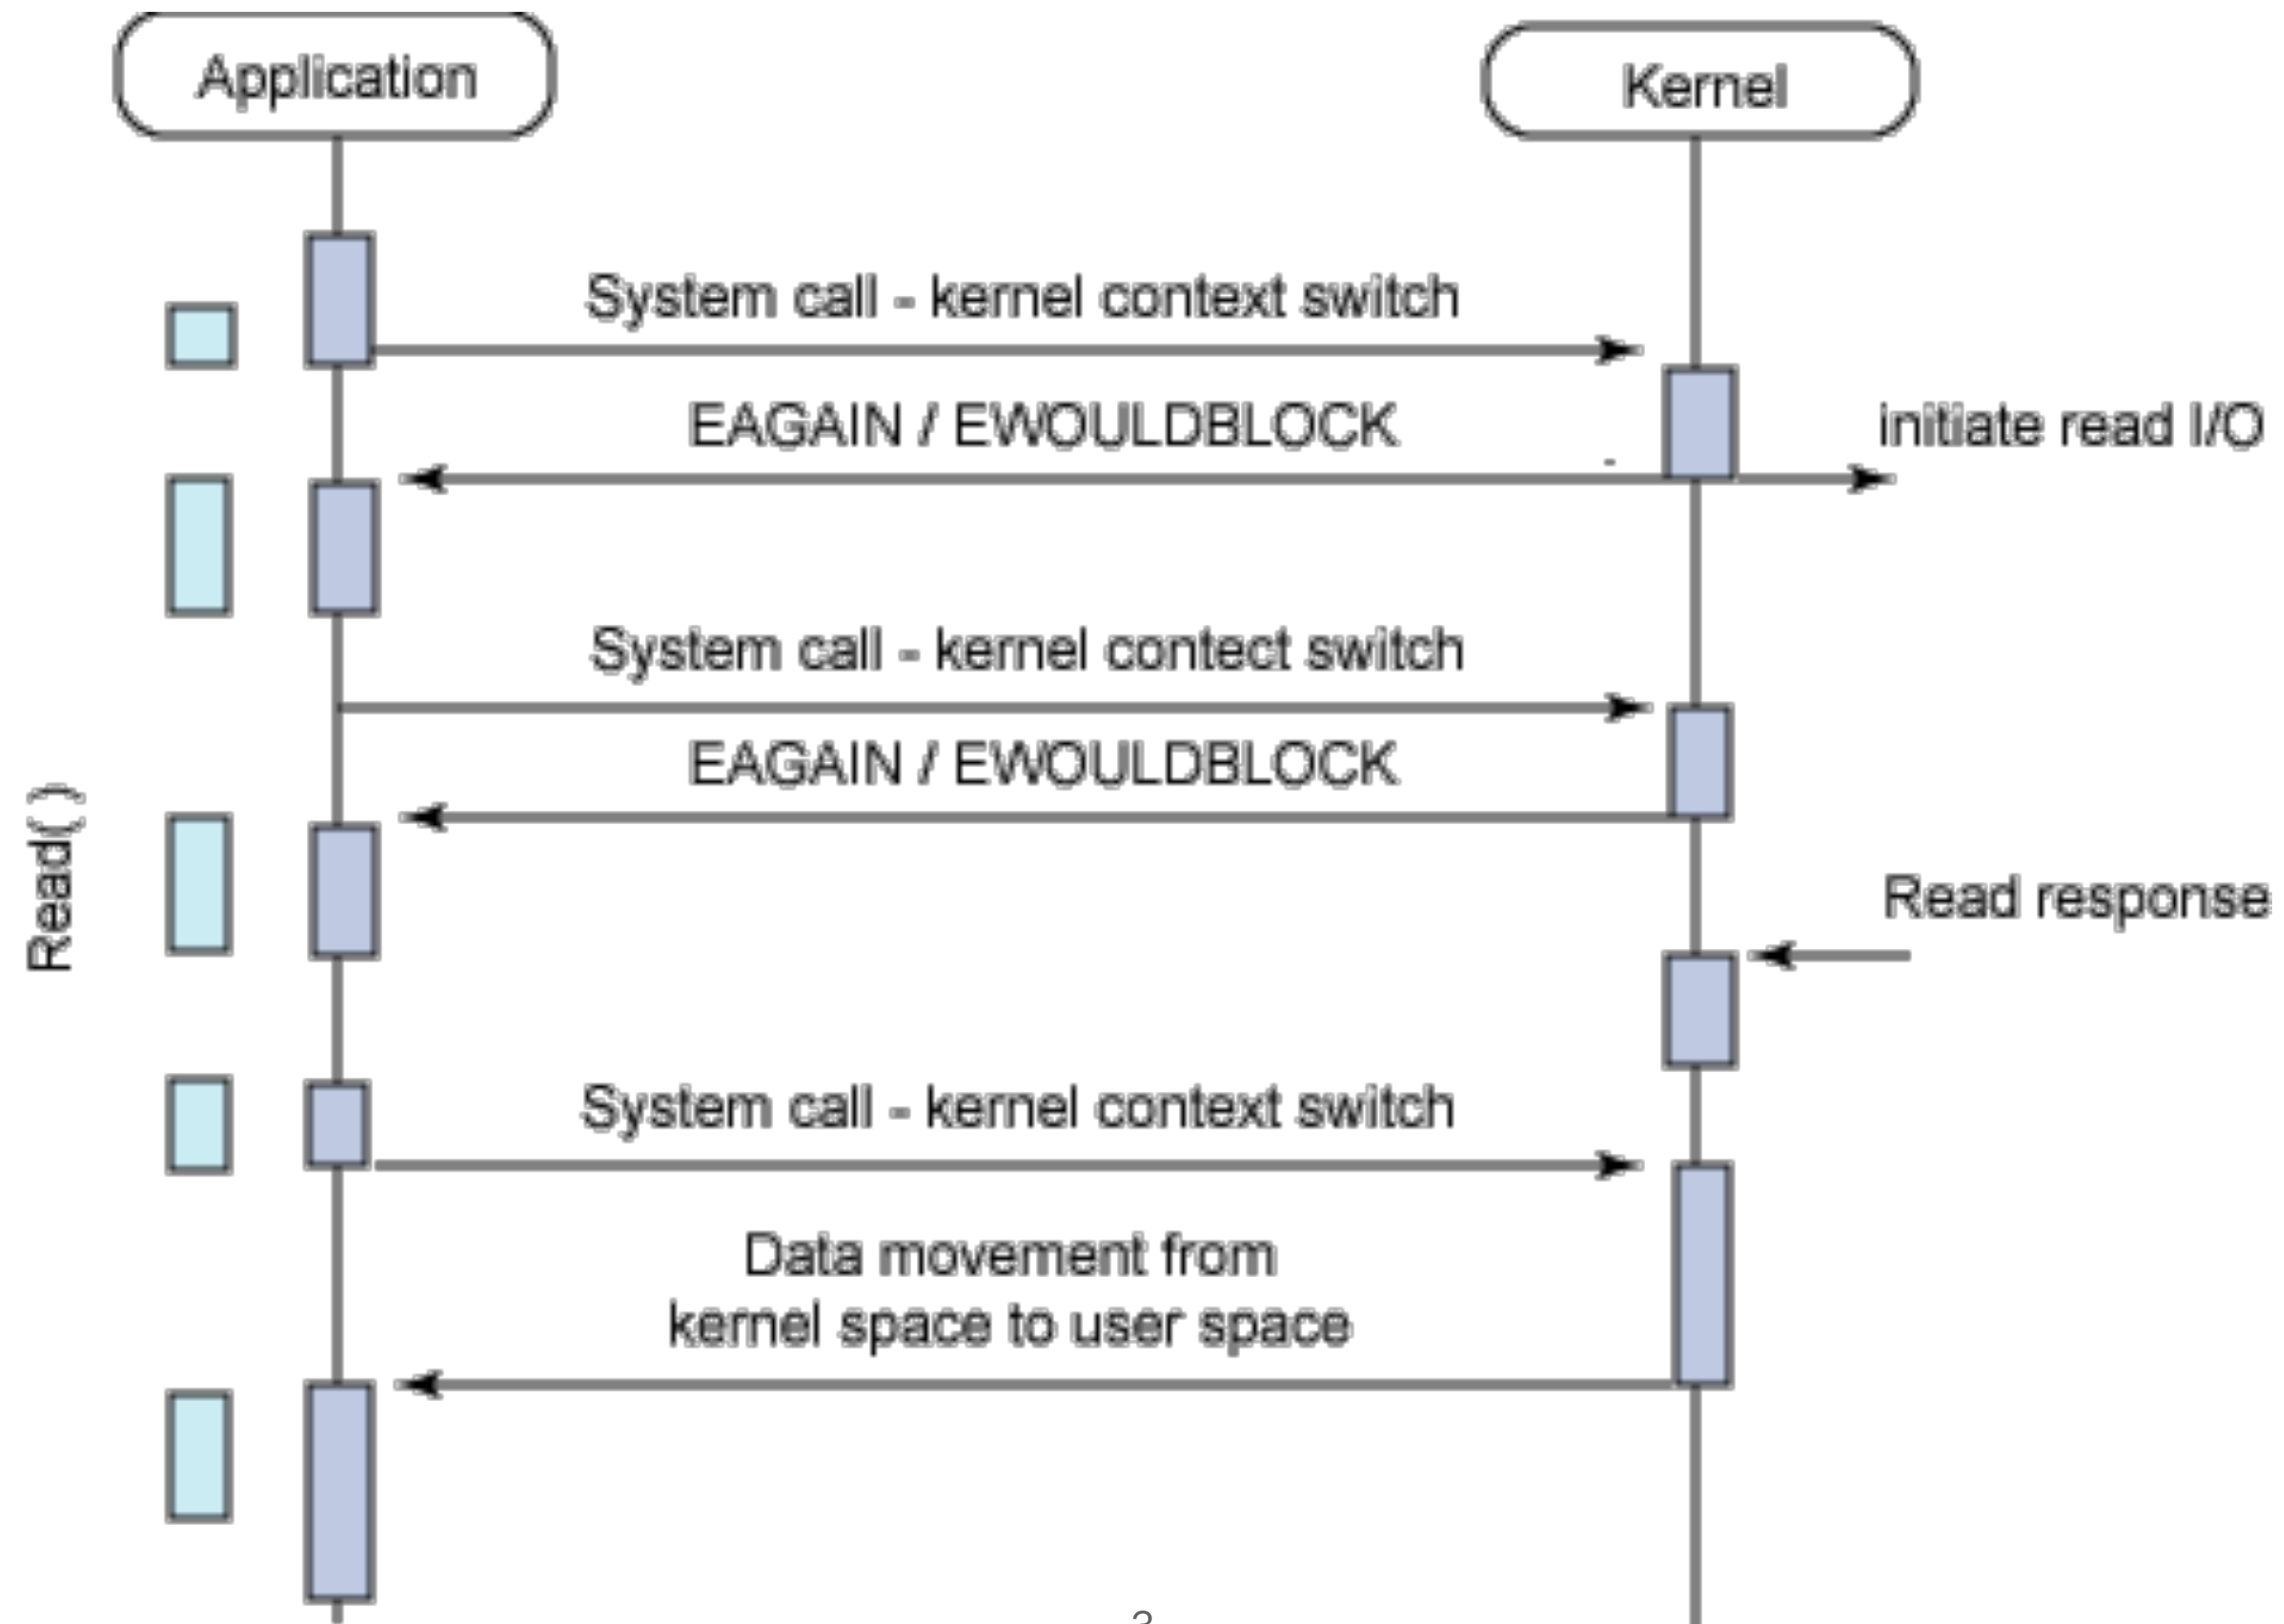 Application
Kernel
System call - kernel context switch
EAGAIN / EWOULDBLOCK
initiate read I/O
System call - kernel contect switch
EAGAIN / EWOULDBLOCK
Read( )
Read response
System call - kernel context switch
Data movement from
kernel space to user space
3